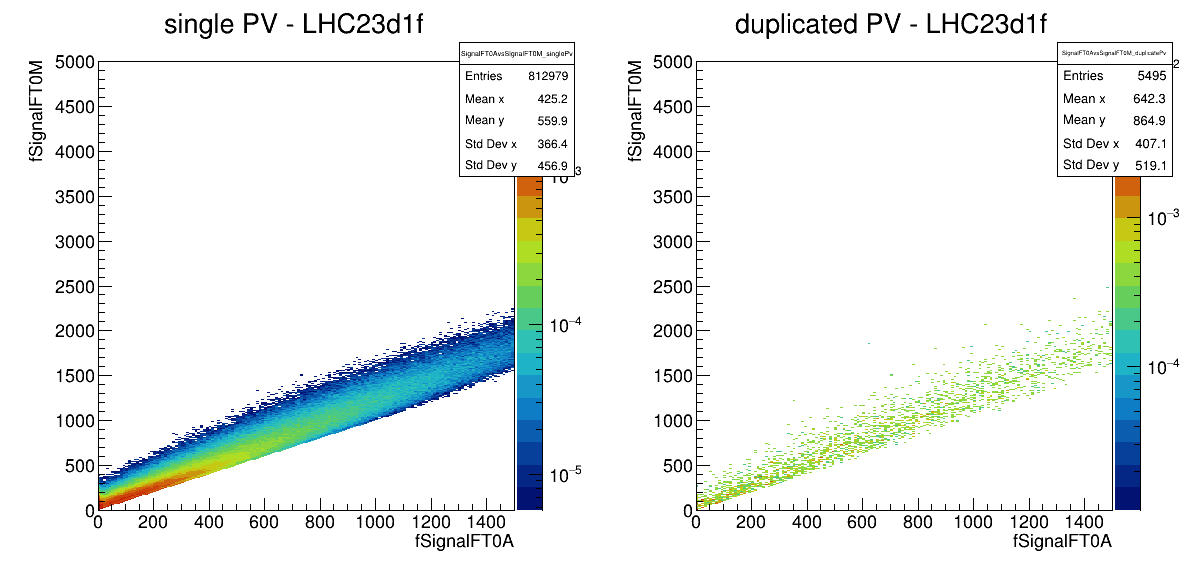 single PV - LHC23d1f
SignalFT0AvsSignalFT0M_singlePv
Entries 812979
Mean x 425.2
Mean y 559.9
Std Dev x 366.4
Std Dev y 456.9
fSignalFT0M
5000
4500
4000
3500
3000
2500
2000
1500
1000
500
0
0 200 400 600 800 1000 1200 1400
fSignalFT0A
10⁻⁴
10⁻⁵
duplicated PV - LHC23d1f
SignalFT0AvsSignalFT0M_duplicatePv
Entries 5495
Mean x 642.3
Mean y 864.9
Std Dev x 407.1
Std Dev y 519.1
fSignalFT0M
5000
4500
4000
3500
3000
2500
2000
1500
1000
500
0
0 200 400 600 800 1000 1200 1400
fSignalFT0A
10⁻³
10⁻⁴